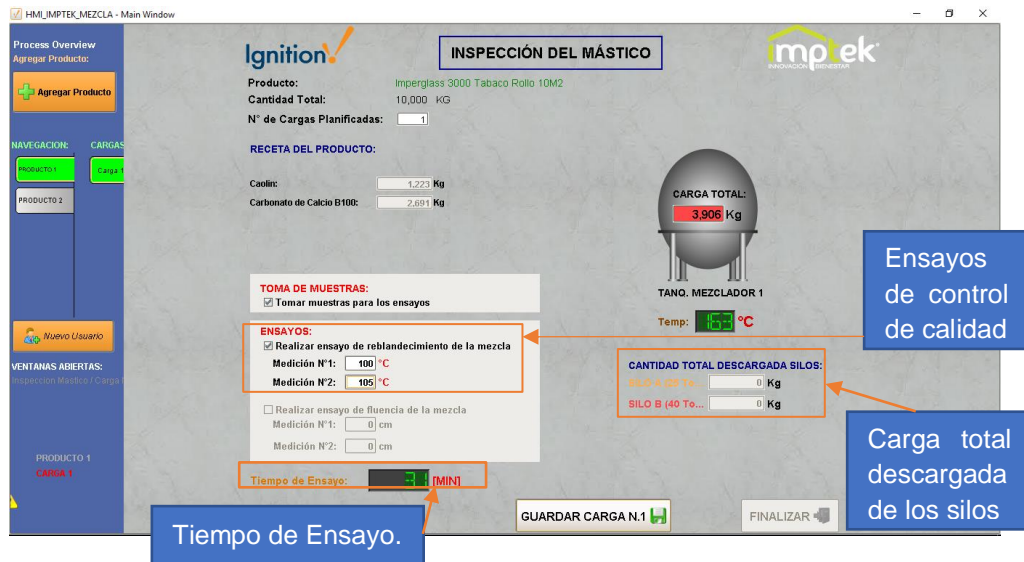 HMI_IMPTEK_MEZCLA - Main Window
Process Overview
Agregar Producto:
Agregar Producto
NAVEGACION: CARGAS
PRODUCTO 1
Carga 1
PRODUCTO 2
Nuevo Usuario
VENTANAS ABIERTAS:
Inspeccion Mastico / Carga
PRODUCTO 1
CARGA 1
Ignition!
INSPECCIÓN DEL MÁSTICO
imptek
INNOVACIÓN BIENESTAR
Producto: Imperglass 3000 Tabaco Rollo 10M2
Cantidad Total: 10,000 KG
N° de Cargas Planificadas: 1
RECETA DEL PRODUCTO:
Caolin: 1,223 Kg
Carbonato de Calcio B100: 2,691 Kg
CARGA TOTAL:
3,906 Kg
TANQ. MEZCLADOR 1
Temp: 163 °C
TOMA DE MUESTRAS:
Tomar muestras para los ensayos
ENSAYOS:
Realizar ensayo de reblandecimiento de la mezcla
Medición N°1: 100 °C
Medición N°2: 105 °C
Realizar ensayo de fluencia de la mezcla
Medición N°1: 0 cm
Medición N°2: 0 cm
Tiempo de Ensayo: 31 [MIN]
CANTIDAD TOTAL DESCARGADA SILOS:
0 Kg
SILO B (40 To... 0 Kg
GUARDAR CARGA N.1
FINALIZAR
Ensayos
de control
de calidad
Carga total
descargada
de los silos
Tiempo de Ensayo.